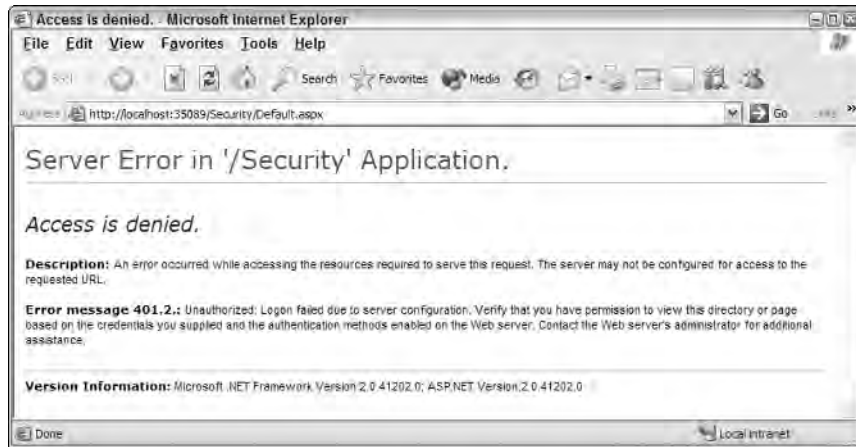 Access is denied. - Microsoft Internet Explorer
File Edit View Favorites Tools Help
Search Favorites Media
http://localhost:35089/Security/Default.aspx Go
Server Error in '/Security' Application.
Access is denied.
Description: An error occurred while accessing the resources required to serve this request. The server may not be configured for access to the
requested URL.
Error message 401.2.: Unauthorized: Logon failed due to server configuration. Verify that you have permission to view this directory or page
based on the credentials you supplied and the authentication methods enabled on the Web server. Contact the Web server's administrator for additional
assistance.
Version Information: Microsoft .NET Framework Version:2.0.41202.0; ASP.NET Version:2.0.41202.0
Done Local intranet